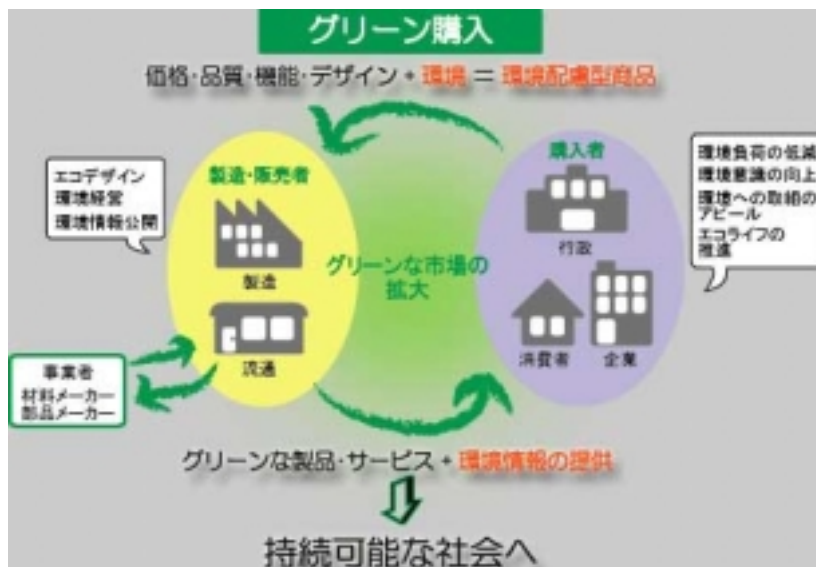 グリーン購入
価格・品質・機能・デザイン + 環境 = 環境配慮型商品
製造・販売者
購入者
エコデザイン
環境経営
環境情報公開
環境負荷の低減
環境意識の向上
環境への取組の
アピール
エコライフの
推進
製造
行政
グリーンな市場の
拡大
流通
消費者
企業
事業者
材料メーカー
部品メーカー
グリーンな製品・サービス + 環境情報の提供
持続可能な社会へ